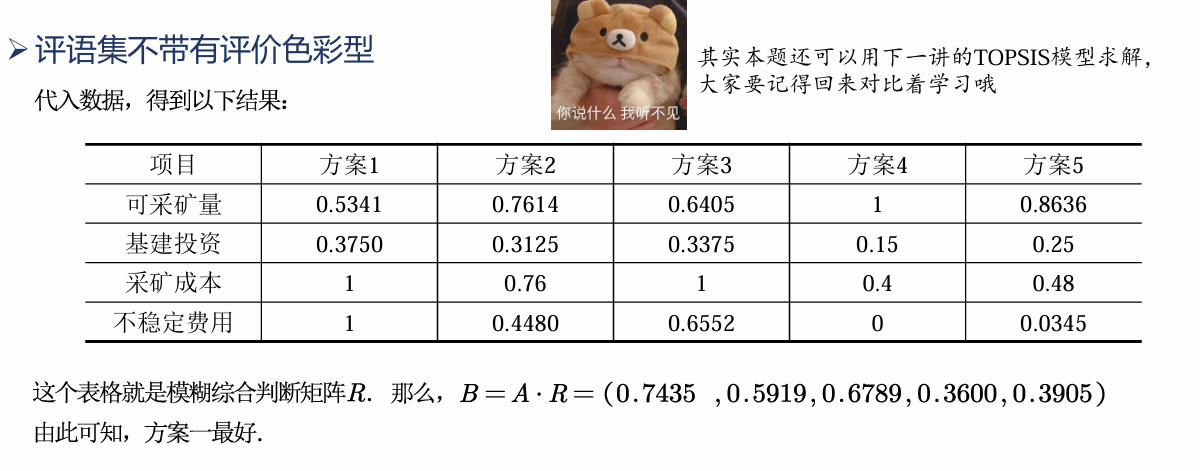 评语集不带有评价色彩型
代入数据，得到以下结果：
你说什么 我听不见
其实本题还可以用下一讲的TOPSIS模型求解，
大家要记得回来对比着学习哦
项目 方案1 方案2 方案3 方案4 方案5
可采矿量 0.5341 0.7614 0.6405 1 0.8636
基建投资 0.3750 0.3125 0.3375 0.15 0.25
采矿成本 1 0.76 1 0.4 0.48
不稳定费用 1 0.4480 0.6552 0 0.0345
这个表格就是模糊综合判断矩阵R. 那么，B = A · R = (0.7435 ,0.5919,0.6789,0.3600,0.3905)
由此可知，方案一最好.